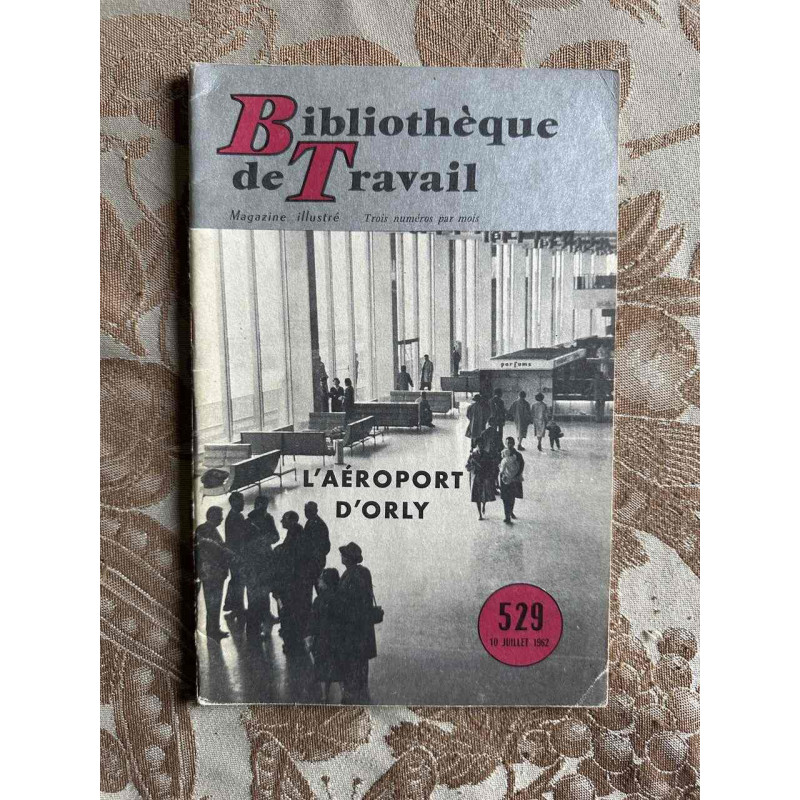 Bibliothèque
de Travail
Magazine illustré Trois numéros par mois
parfums
L'AÉROPORT
D'ORLY
529
10 JUILLET 1962